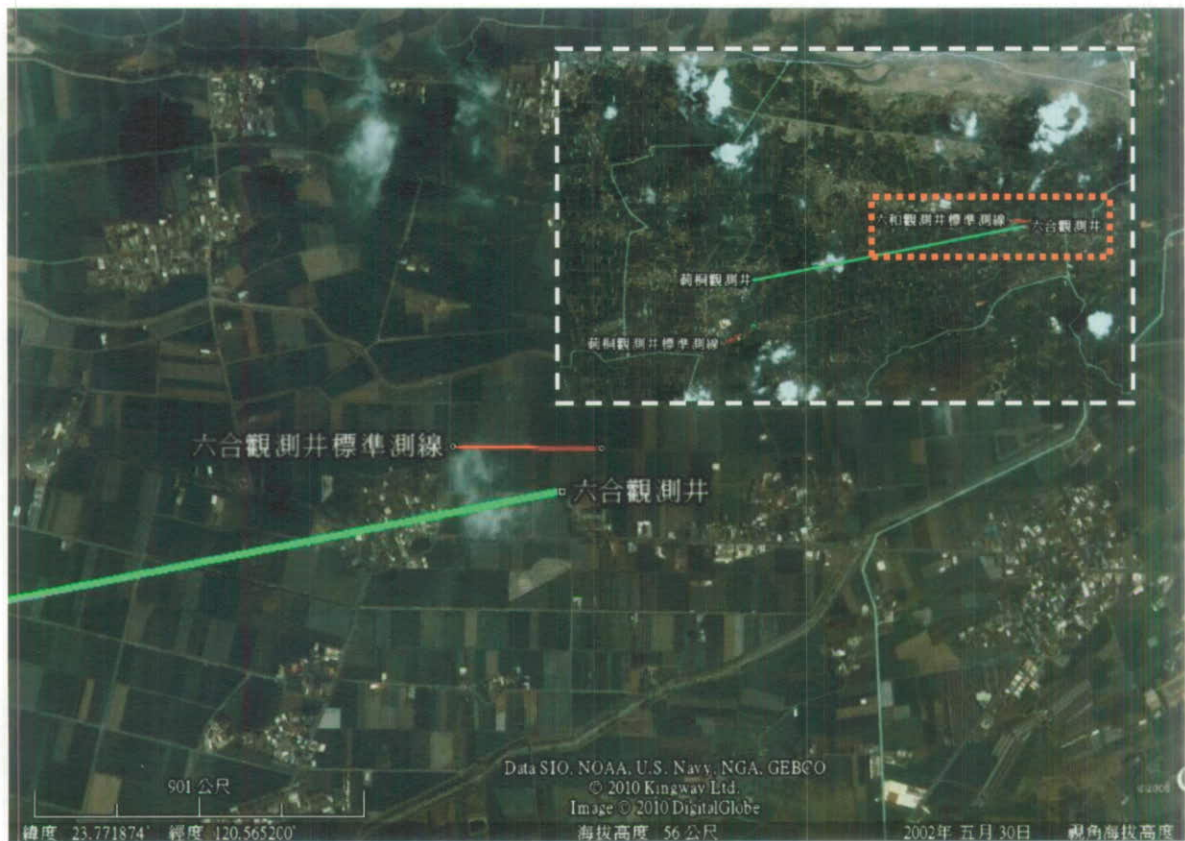 六和觀測井標準測線
六合觀測井
莿桐觀測井
莿桐觀測井標準測線
六合觀測井標準測線
六合觀測井
Data SIO, NOAA, U.S. Navy, NGA, GEBCO
© 2010 Kingway Ltd.
Image © 2010 DigitalGlobe
901 公尺
緯度 23.771874° 經度 120.565200° 海拔高度 56 公尺 2002年 五月 30日 視角海拔高度